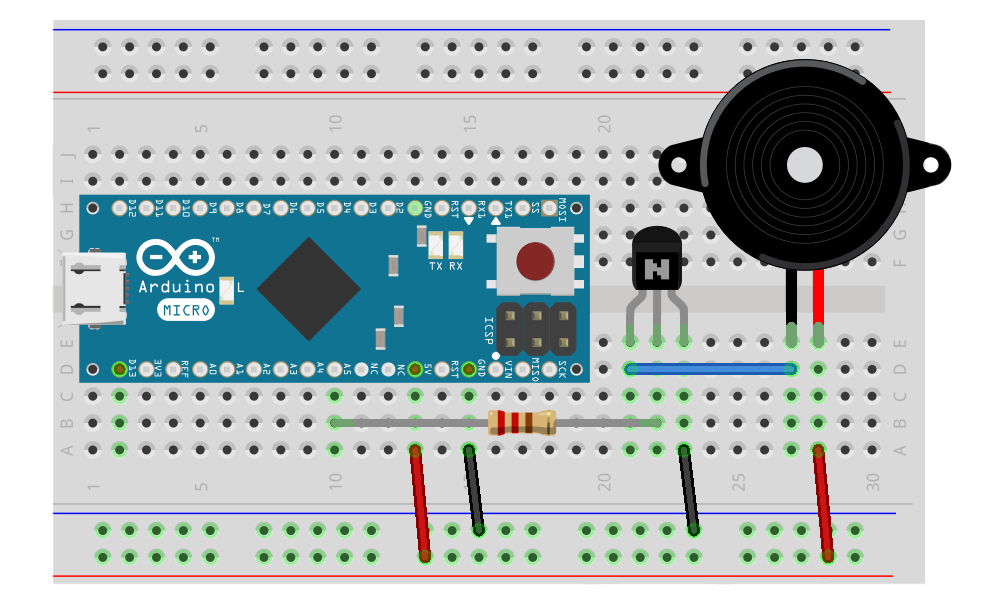 1 5 10 15 20
J J
I I
H H
G G
F
D12 D11 D10 D9 D8 D7 D6 D5 D4 D3 D2 GND RST RX1 TX1 SS MOSI
TM
TX RX
N
Arduino L
MICRO
ICSP
D13 3V3 REF A0 A1 A2 A3 A4 A5 NC NC 5V RST GND VIN MISO SCK
E E
D D
C C
B B
A A
1 5 10 15 20 25 30